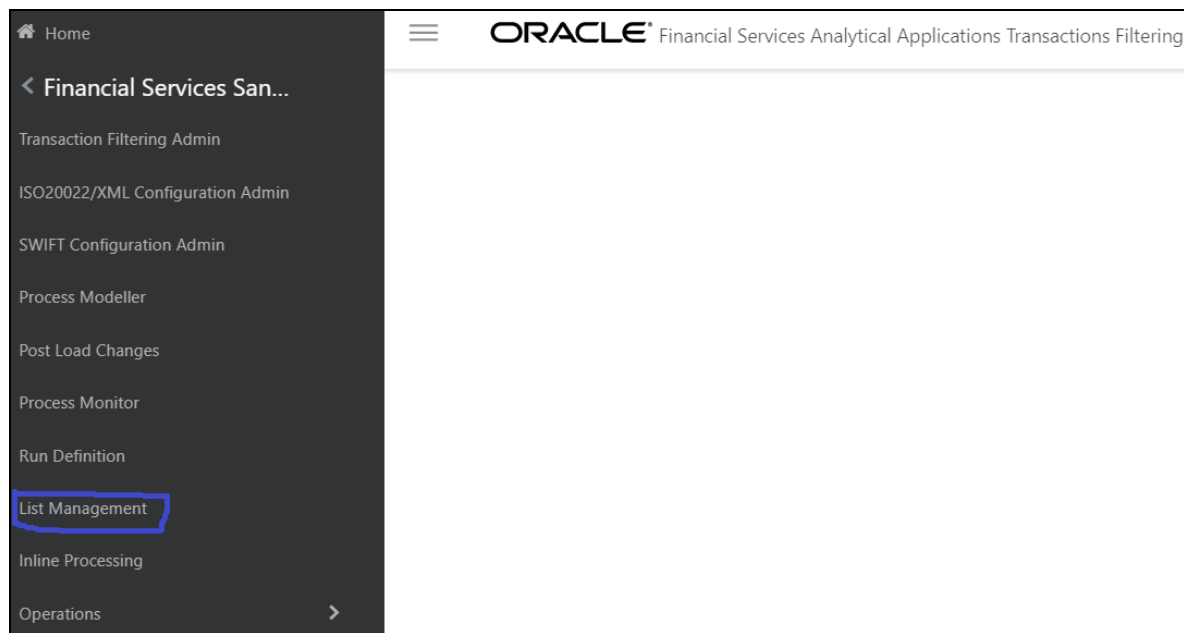 Home
ORACLE® Financial Services Analytical Applications Transactions Filtering
Financial Services San...
Transaction Filtering Admin
ISO20022/XML Configuration Admin
SWIFT Configuration Admin
Process Modeller
Post Load Changes
Process Monitor
Run Definition
List Management
Inline Processing
Operations